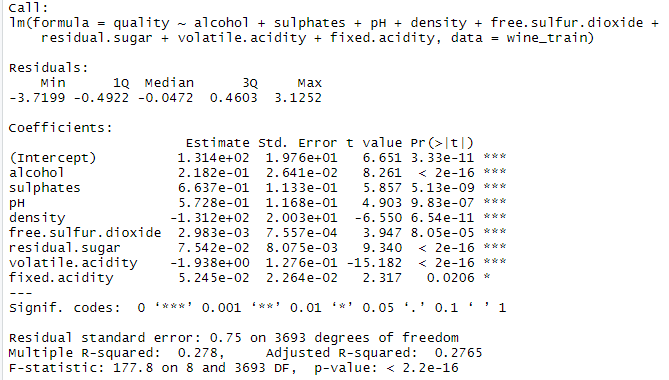 Call:
lm(formula = quality ~ alcohol + sulphates + pH + density + free.sulfur.dioxide +
    residual.sugar + volatile.acidity + fixed.acidity, data = wine_train)

Residuals:
    Min      1Q  Median      3Q     Max
-3.7199 -0.4922 -0.0472  0.4603  3.1252

Coefficients:
                      Estimate Std. Error t value Pr(>|t|)
(Intercept)          1.314e+02  1.976e+01   6.651 3.33e-11 ***
alcohol              2.182e-01  2.641e-02   8.261  < 2e-16 ***
sulphates            6.637e-01  1.133e-01   5.857 5.13e-09 ***
pH                   5.728e-01  1.168e-01   4.903 9.83e-07 ***
density             -1.312e+02  2.003e+01  -6.550 6.54e-11 ***
free.sulfur.dioxide  2.983e-03  7.557e-04   3.947 8.05e-05 ***
residual.sugar       7.542e-02  8.075e-03   9.340  < 2e-16 ***
volatile.acidity    -1.938e+00  1.276e-01 -15.182  < 2e-16 ***
fixed.acidity        5.245e-02  2.264e-02   2.317   0.0206 *
---
Signif. codes:  0 ‘***’ 0.001 ‘**’ 0.01 ‘*’ 0.05 ‘.’ 0.1 ‘ ’ 1

Residual standard error: 0.75 on 3693 degrees of freedom
Multiple R-squared:  0.278,	Adjusted R-squared:  0.2765
F-statistic: 177.8 on 8 and 3693 DF,  p-value: < 2.2e-16